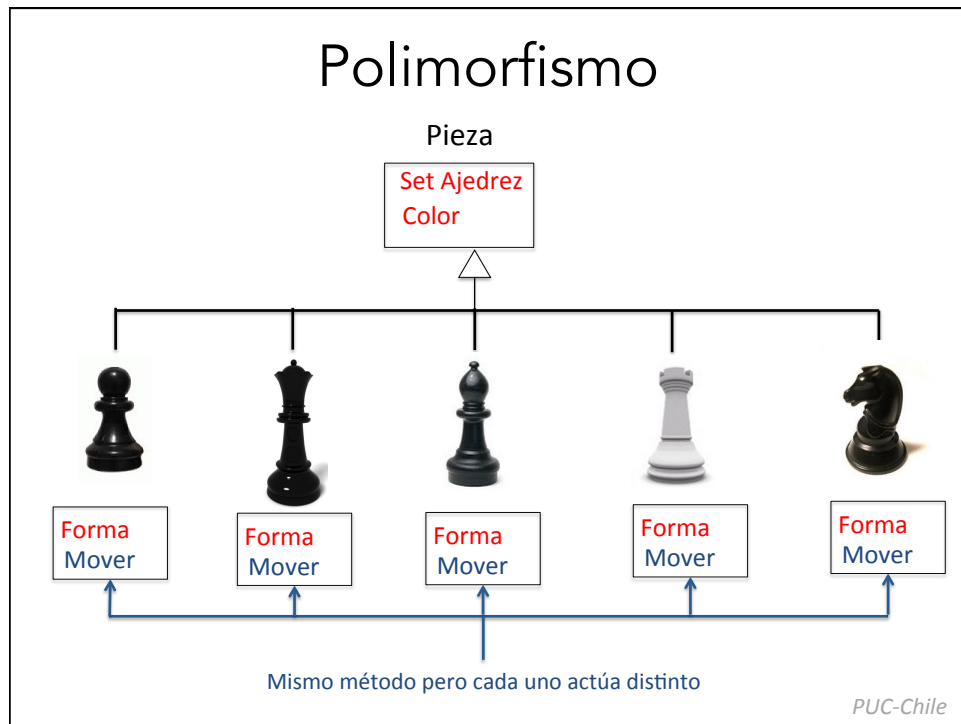 Polimorfismo
Pieza
Set Ajedrez
Color
Forma
Mover
Forma
Mover
Forma
Mover
Forma
Mover
Forma
Mover
Mismo método pero cada uno actúa distinto
PUC-Chile